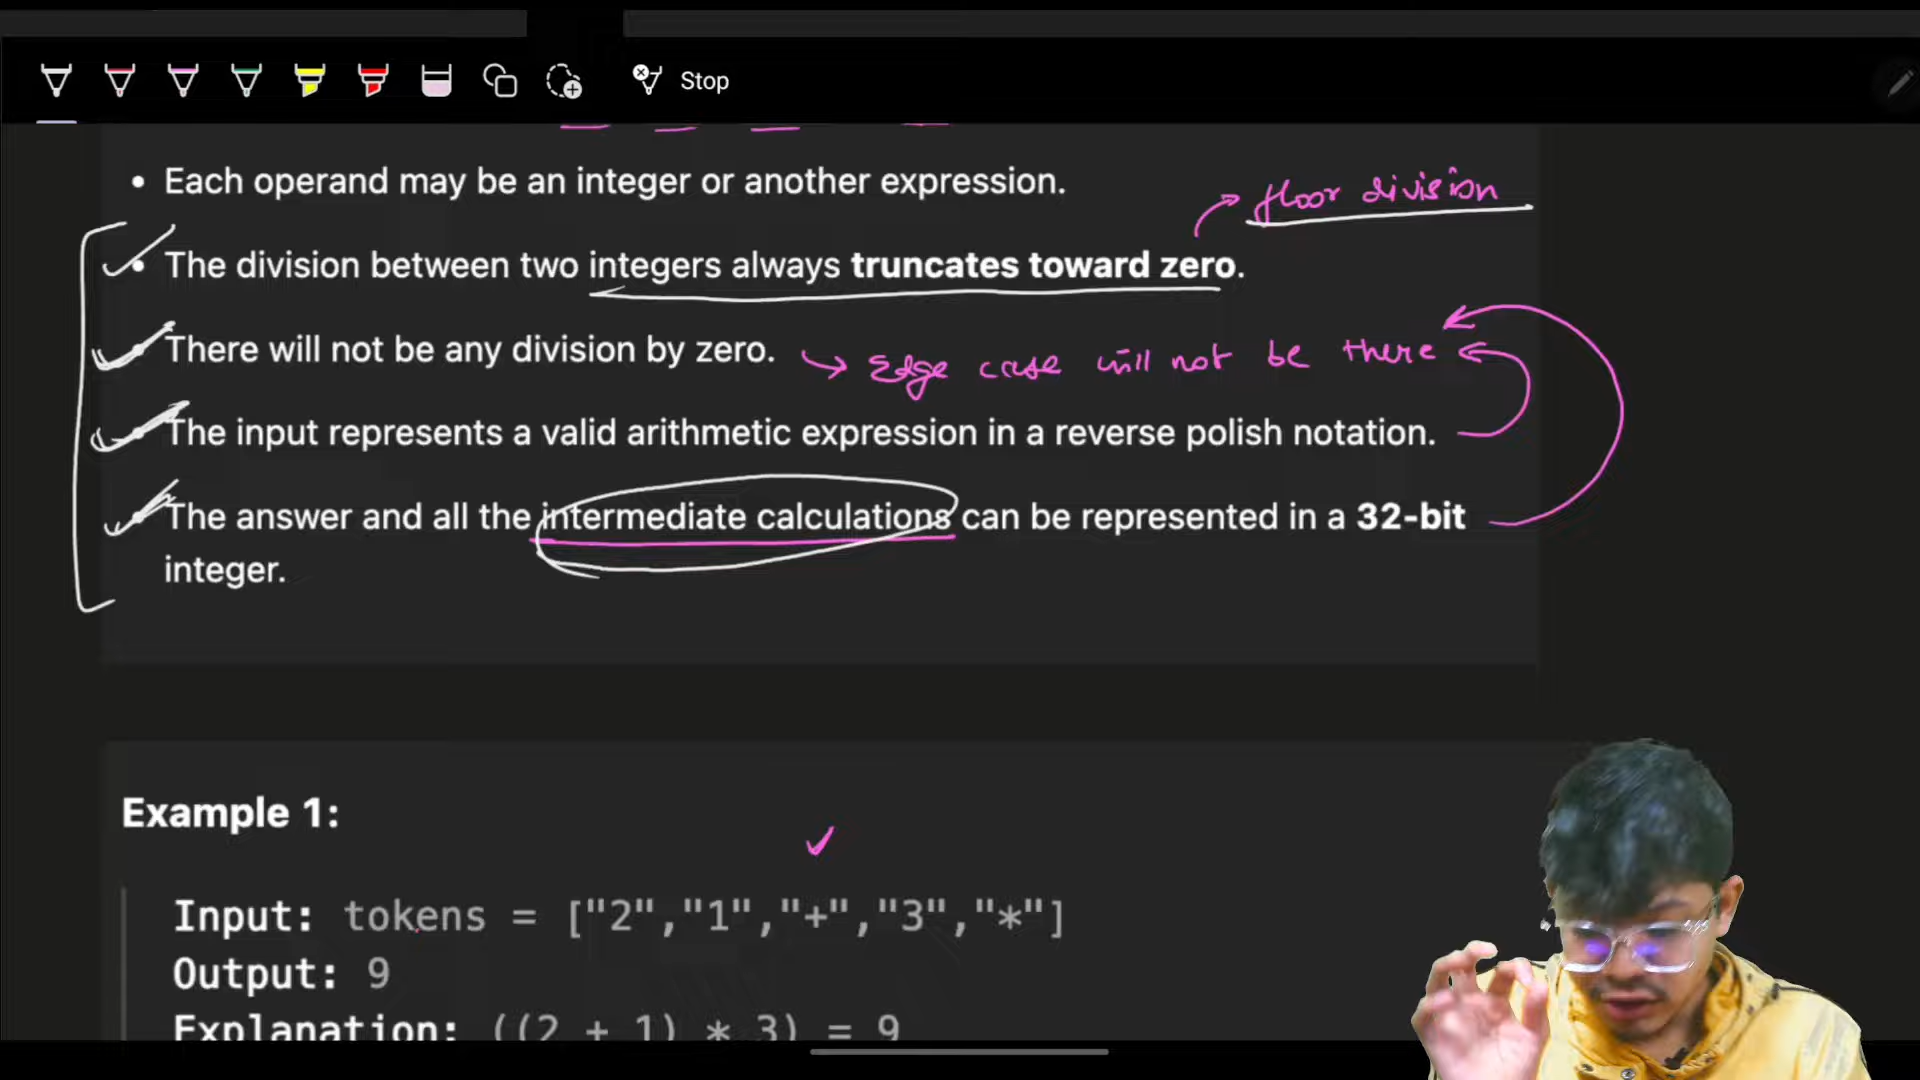 Stop
• Each operand may be an integer or another expression.
floor division
• The division between two integers always truncates toward zero.
• There will not be any division by zero.
Edge case will not be there
• The input represents a valid arithmetic expression in a reverse polish notation.
• The answer and all the intermediate calculations can be represented in a 32-bit
integer.
Example 1:
Input: tokens = ["2","1","+","3","*"]
Output: 9
Explanation: ((2 + 1) * 3) = 9